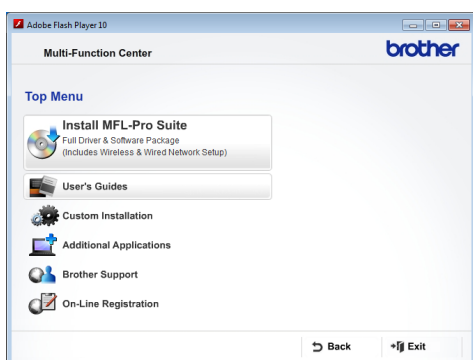 Adobe Flash Player 10
Multi-Function Center
brother
Top Menu
Install MFL-Pro Suite
Full Driver & Software Package
(Includes Wireless & Wired Network Setup)
User's Guides
Custom Installation
Additional Applications
Brother Support
On-Line Registration
Back
Exit